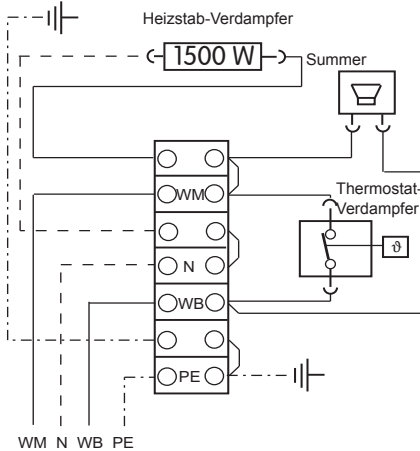 Heizstab-Verdampfer
1500 W
Summer
WM
Thermostat-
Verdampfer
ϑ
N
WB
PE
WM N WB PE